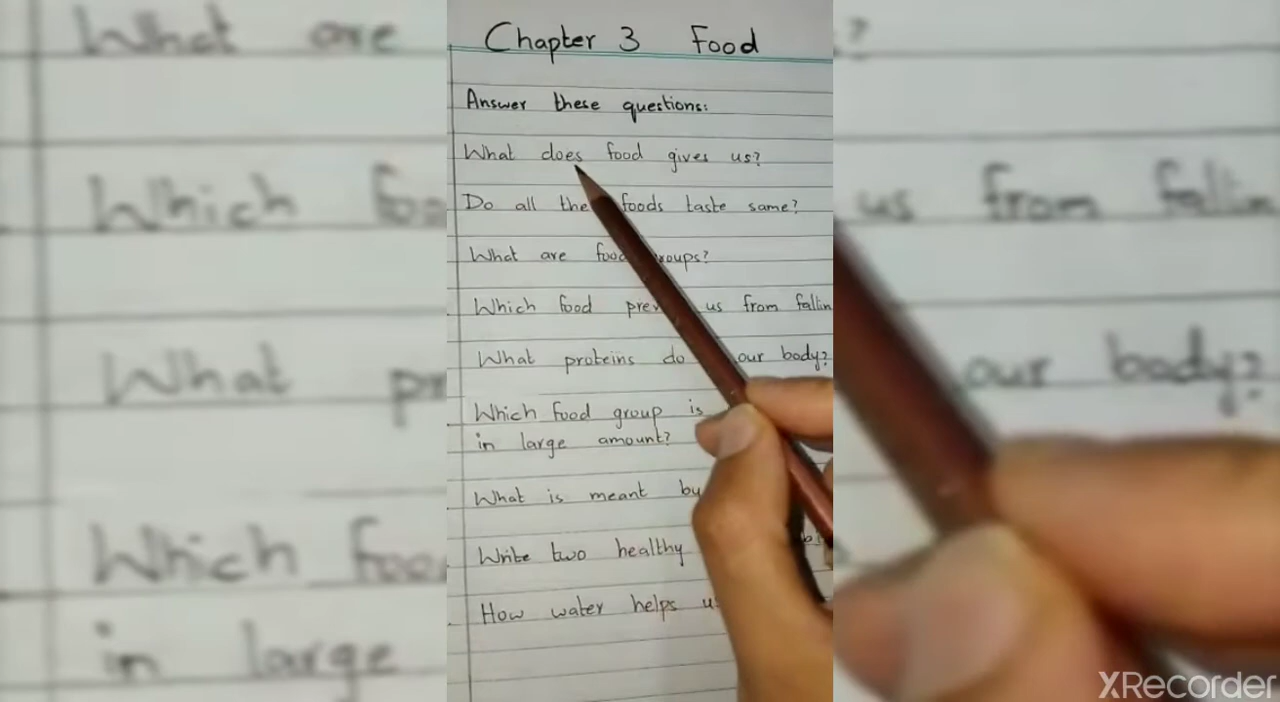 Chapter 3 Food
Answer these questions:
What does food gives us?
Do all the foods taste same?
What are food roups?
Which food prev us from fallin
What proteins do our body?
Which food group is
in large amount?
What is meant by
Write two healthy
How water helps u
XRecorder